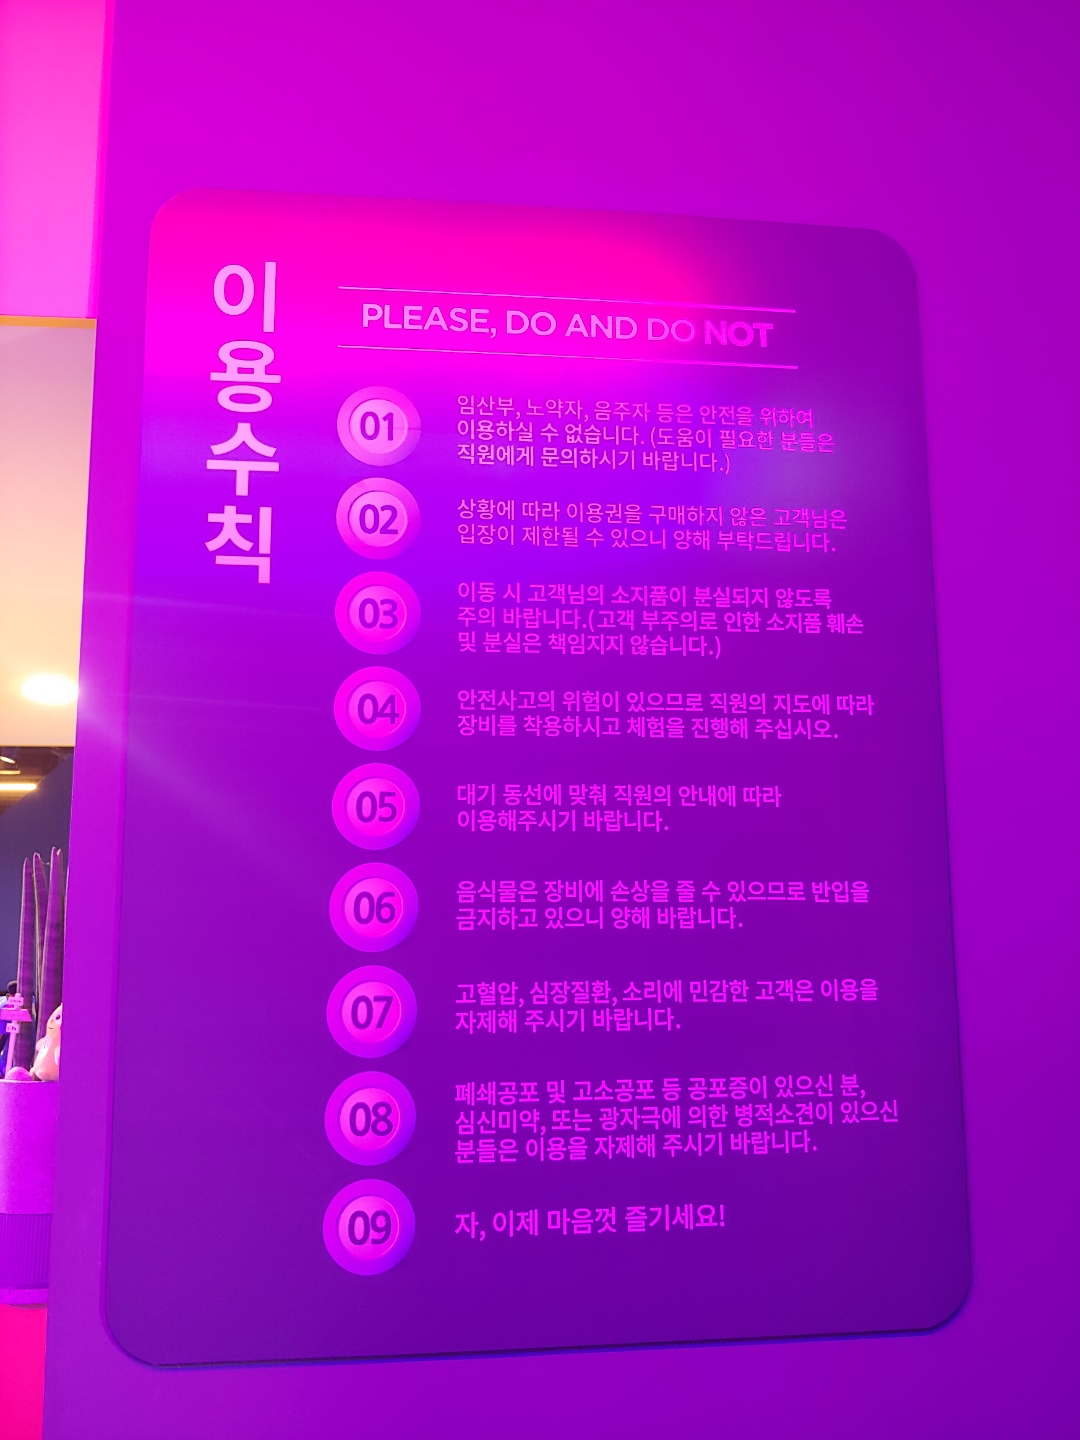 이용수칙
PLEASE, DO AND DO NOT
01
임산부, 노약자, 음주자 등은 안전을 위하여
이용하실 수 없습니다. (도움이 필요한 분들은
직원에게 문의하시기 바랍니다.)
02
상황에 따라 이용권을 구매하지 않은 고객님은
입장이 제한될 수 있으니 양해 부탁드립니다.
03
이동 시 고객님의 소지품이 분실되지 않도록
주의 바랍니다.(고객 부주의로 인한 소지품 훼손
및 분실은 책임지지 않습니다.)
04
안전사고의 위험이 있으므로 직원의 지도에 따라
장비를 착용하시고 체험을 진행해 주십시오.
05
대기 동선에 맞춰 직원의 안내에 따라
이용해주시기 바랍니다.
06
음식물은 장비에 손상을 줄 수 있으므로 반입을
금지하고 있으니 양해 바랍니다.
07
고혈압, 심장질환, 소리에 민감한 고객은 이용을
자제해 주시기 바랍니다.
08
폐쇄공포 및 고소공포 등 공포증이 있으신 분,
심신미약, 또는 광자극에 의한 병적소견이 있으신
분들은 이용을 자제해 주시기 바랍니다.
09
자, 이제 마음껏 즐기세요!